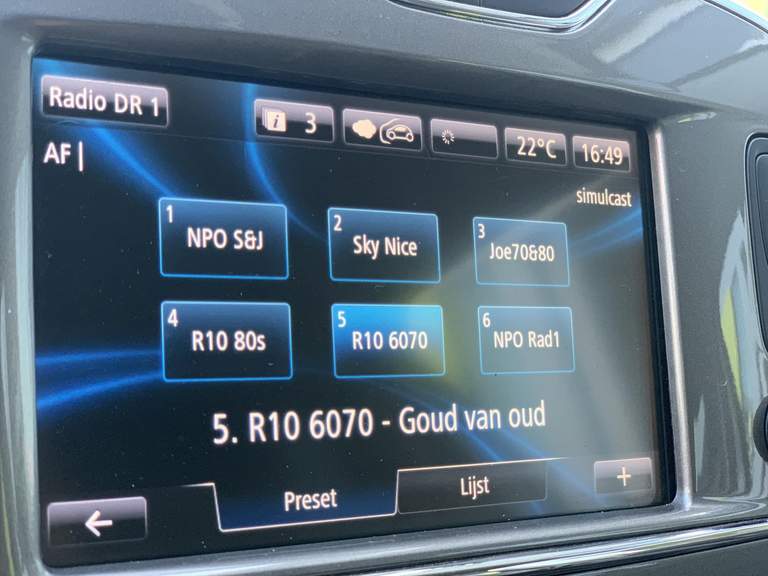 Radio DR 1
i 3
22°C
16:49
AF |
simulcast
1 NPO S&J
2 Sky Nice
3 Joe70&80
4 R10 80s
5 R10 6070
6 NPO Rad1
5. R10 6070 - Goud van oud
Preset
Lijst
+